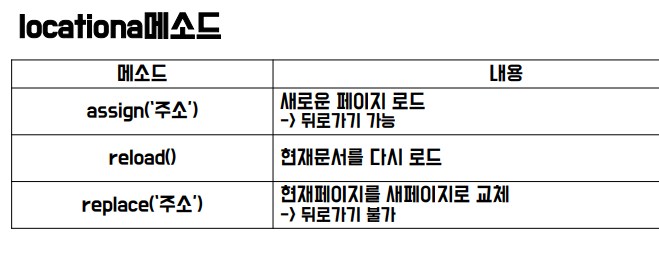 locationa메소드
메소드 내용
assign('주소') 새로운 페이지 로드
-> 뒤로가기 가능
reload() 현재문서를 다시 로드
replace('주소') 현재페이지를 새페이지로 교체
-> 뒤로가기 불가